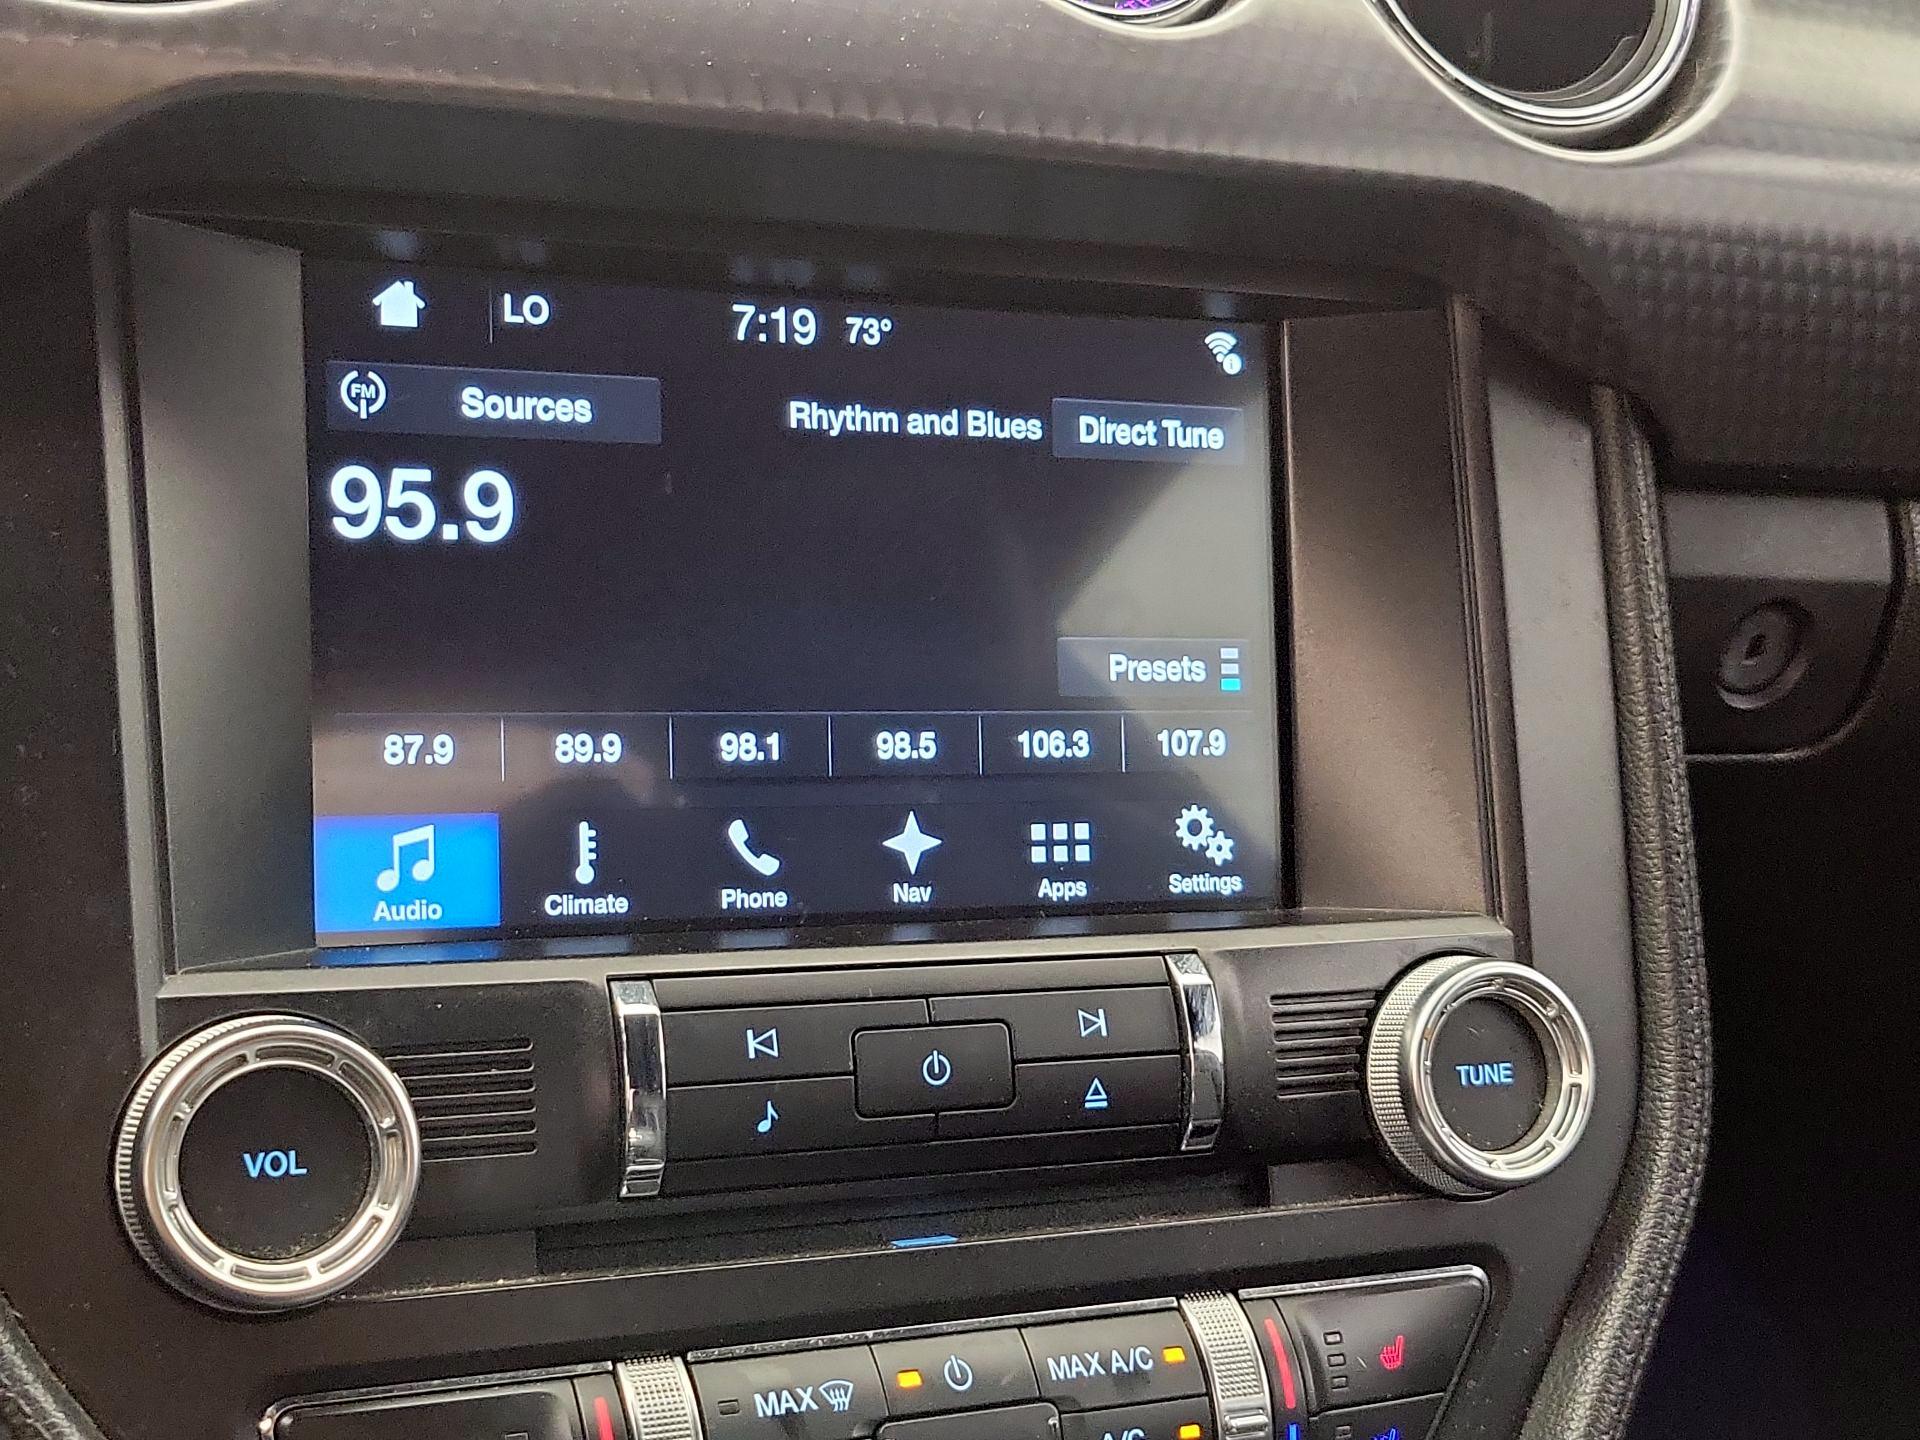 LO
7:19 73°
FM
Sources
Rhythm and Blues
Direct Tune
95.9
Presets
87.9
89.9
98.1
98.5
106.3
107.9
Audio
Climate
Phone
Nav
Apps
Settings
VOL
TUNE
MAX
MAX A/C
A/C